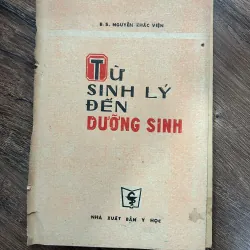 B.S. NGUYỄN KHẮC VIỆN
TỪ
SINH LÝ
ĐẾN
DƯỠNG SINH
NHÀ XUẤT BẢN Y HỌC